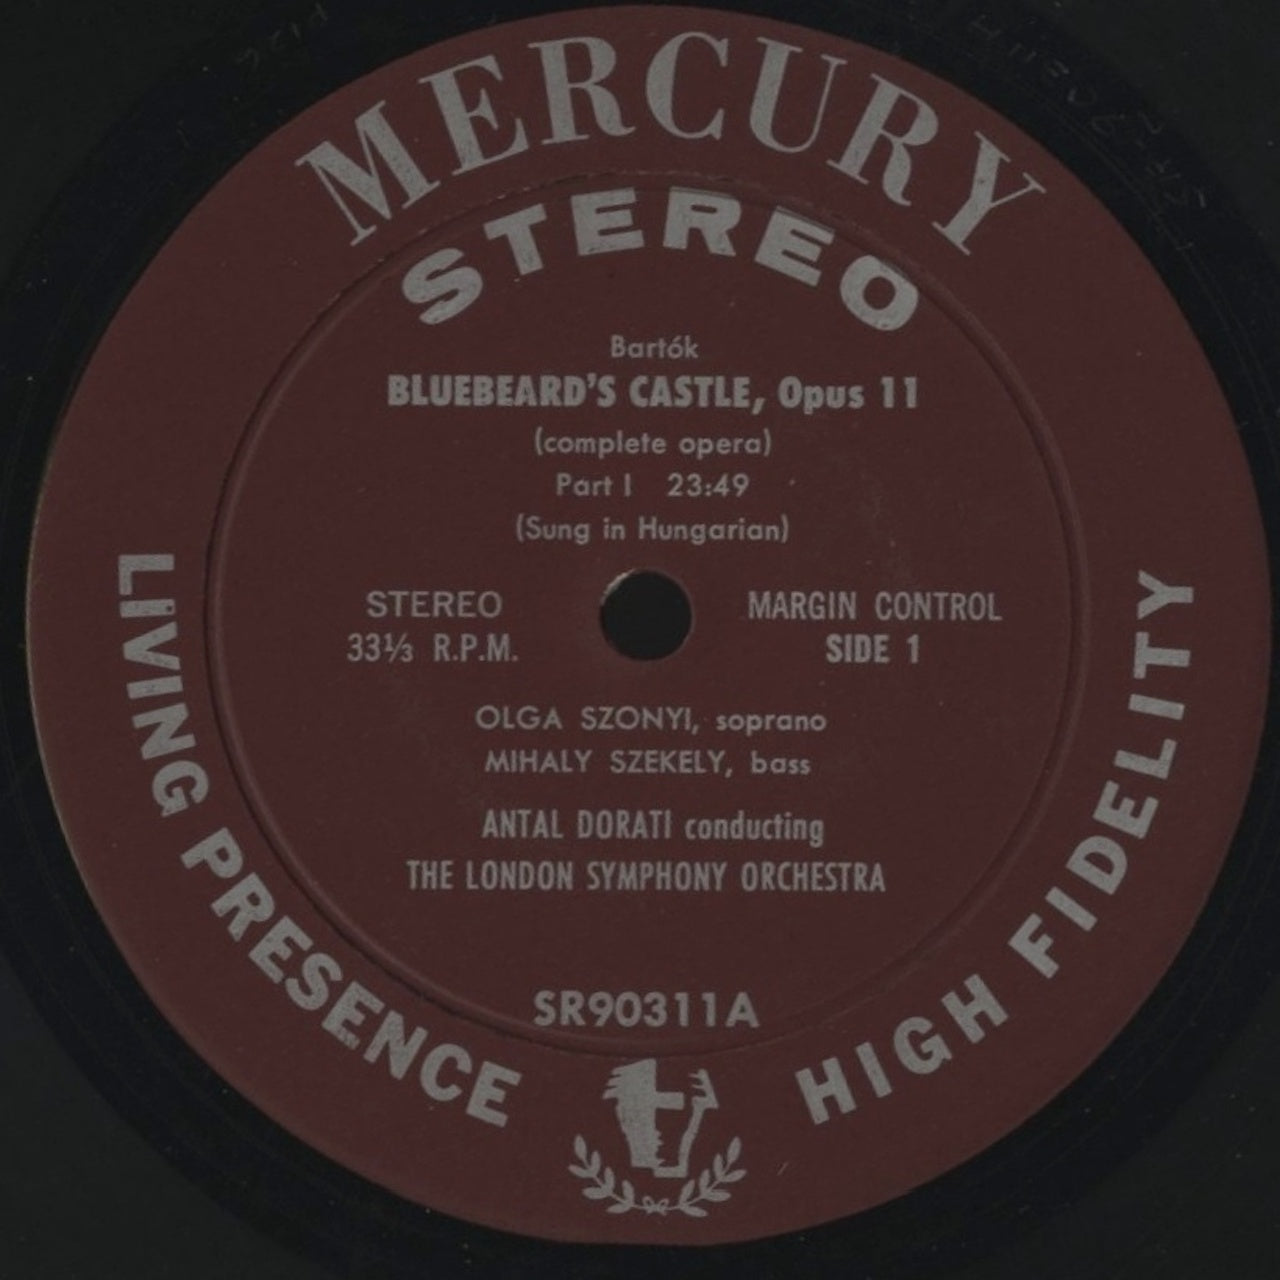 MERCURY
STEREO
Bartók
BLUEBEARD'S CASTLE, Opus 11
(complete opera)
Part I 23:49
(Sung in Hungarian)
STEREO
33⅓ R.P.M.
MARGIN CONTROL
SIDE 1
OLGA SZONYI, soprano
MIHALY SZEKELY, bass
ANTAL DORATI conducting
THE LONDON SYMPHONY ORCHESTRA
SR90311A
LIVING PRESENCE
HIGH FIDELITY